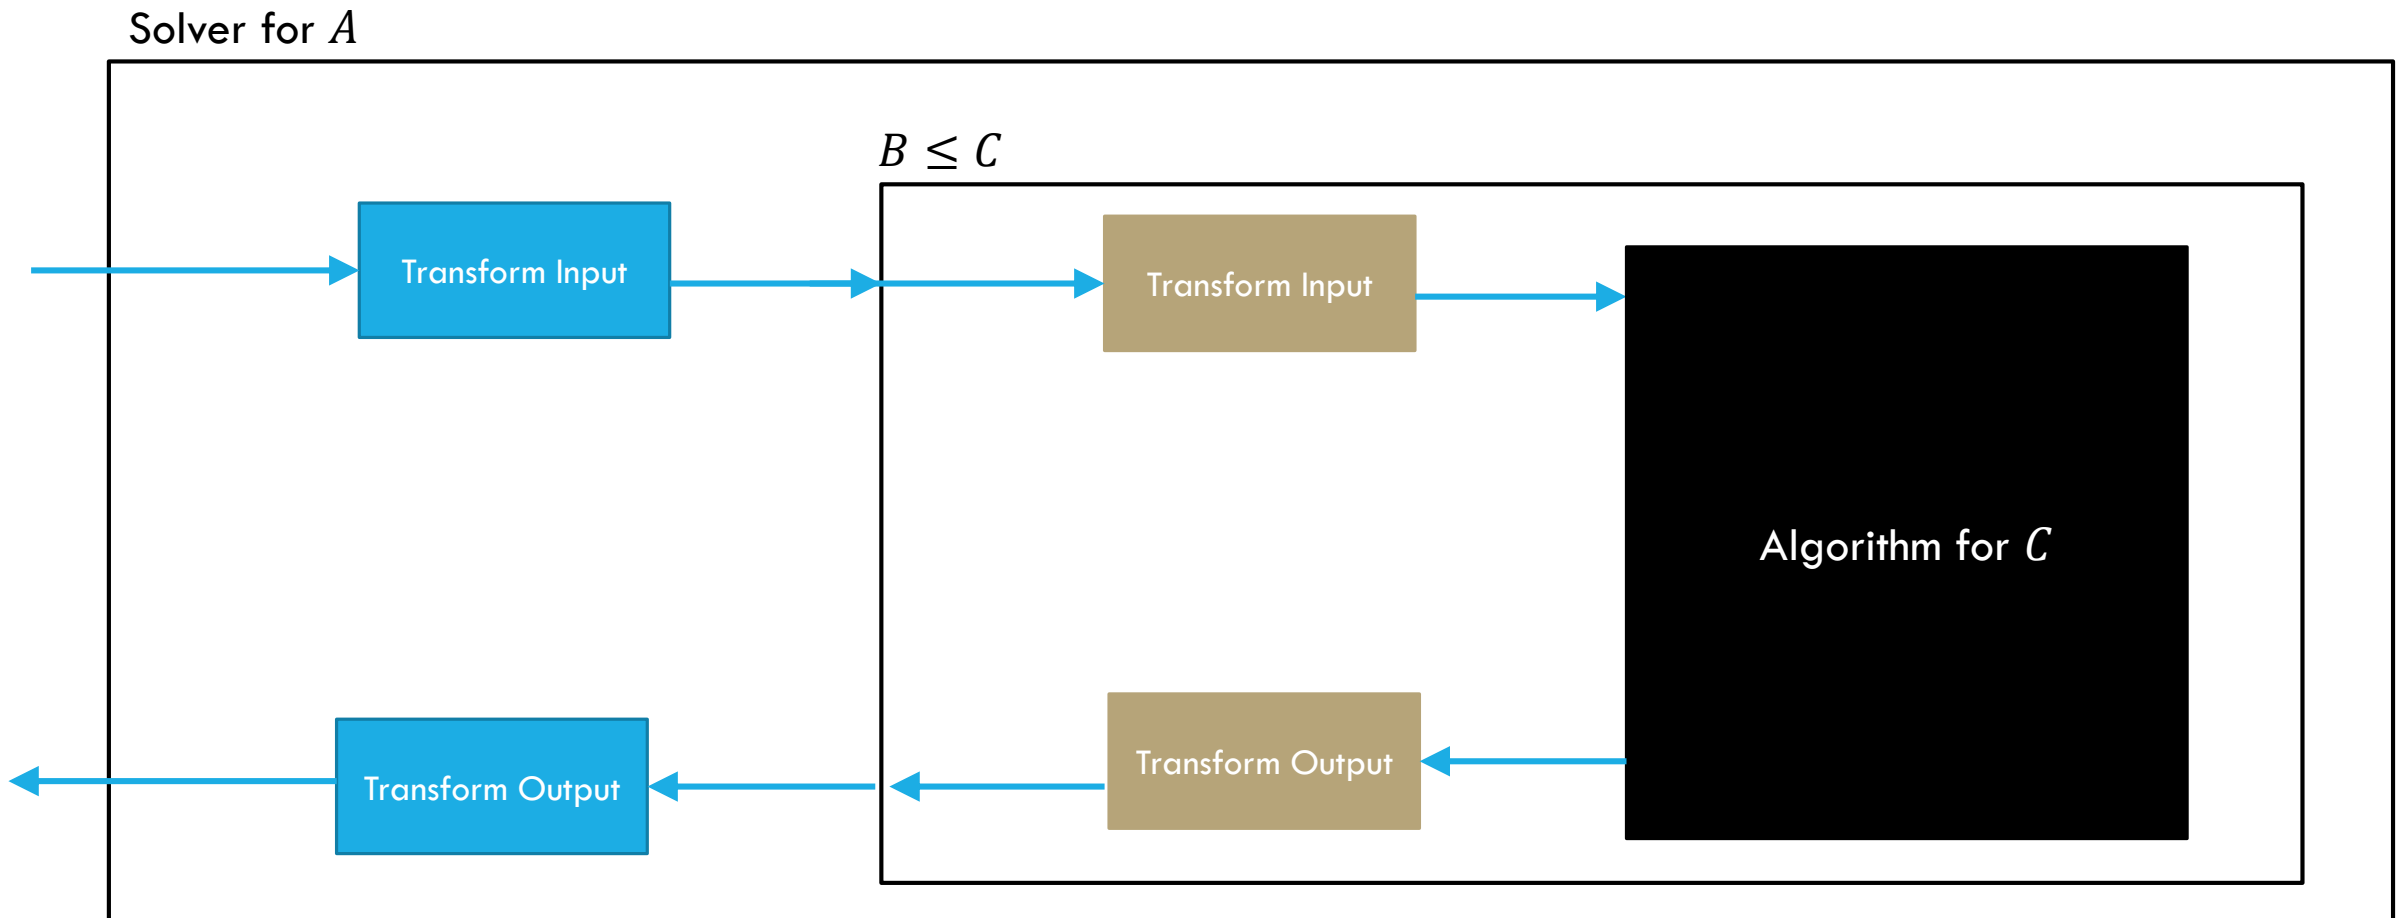 Solver for A
B ≤ C
Transform Input
Transform Input
Algorithm for C
Transform Output
Transform Output